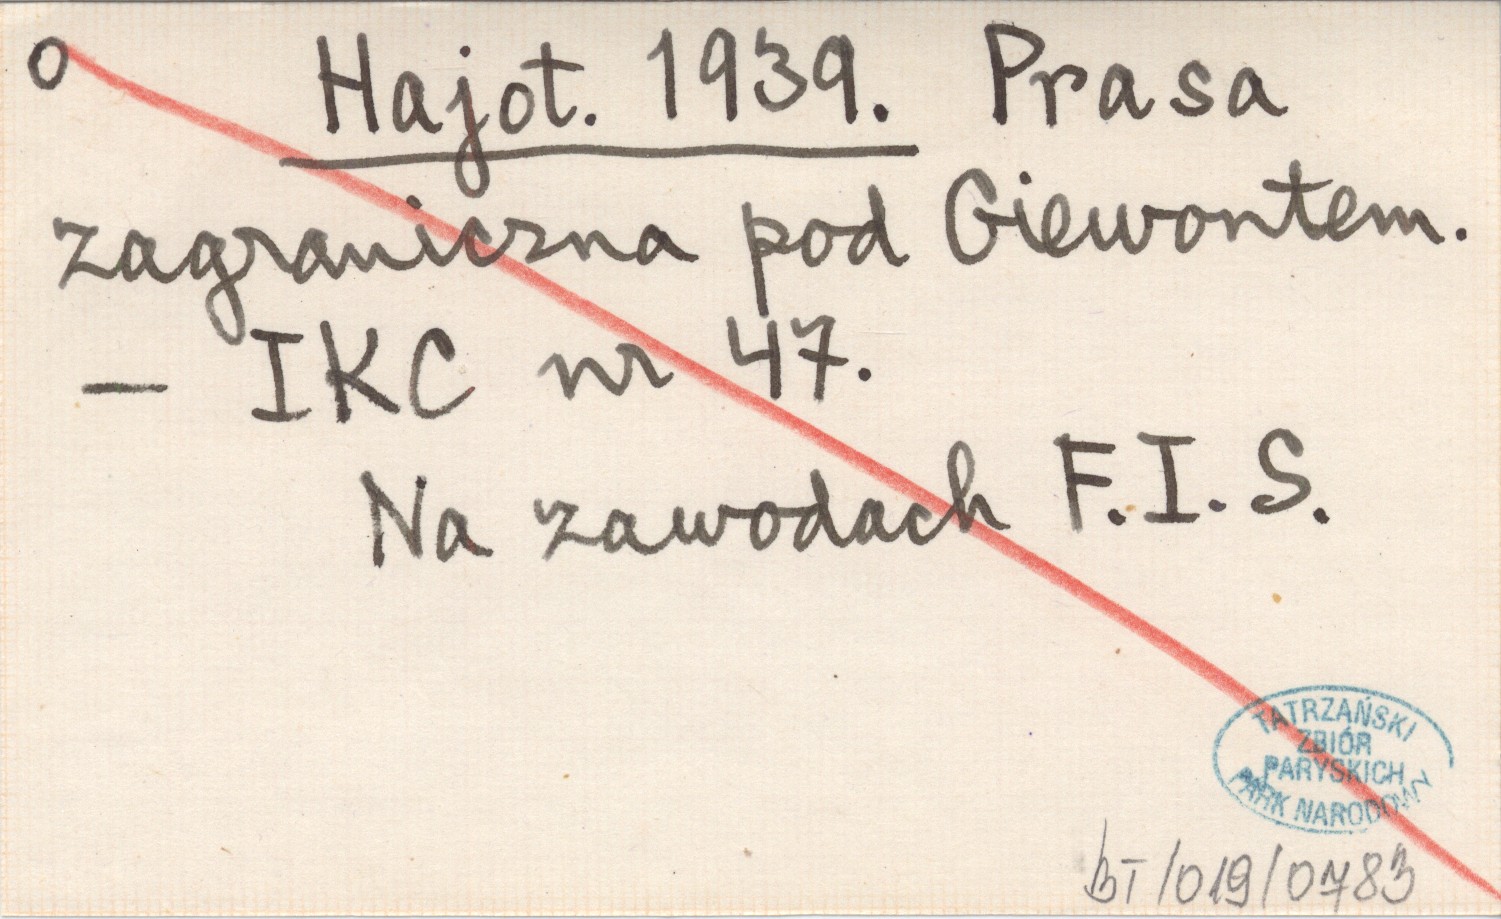 o Hajot. 1939. Prasa
zagraniczna pod Giewontem.
— IKC nr 47.
Na zawodach F.I.S.
TATRZAŃSKI
ZBIÓR
PARYSKICH
PARK NARODOWY
BT/019/0783